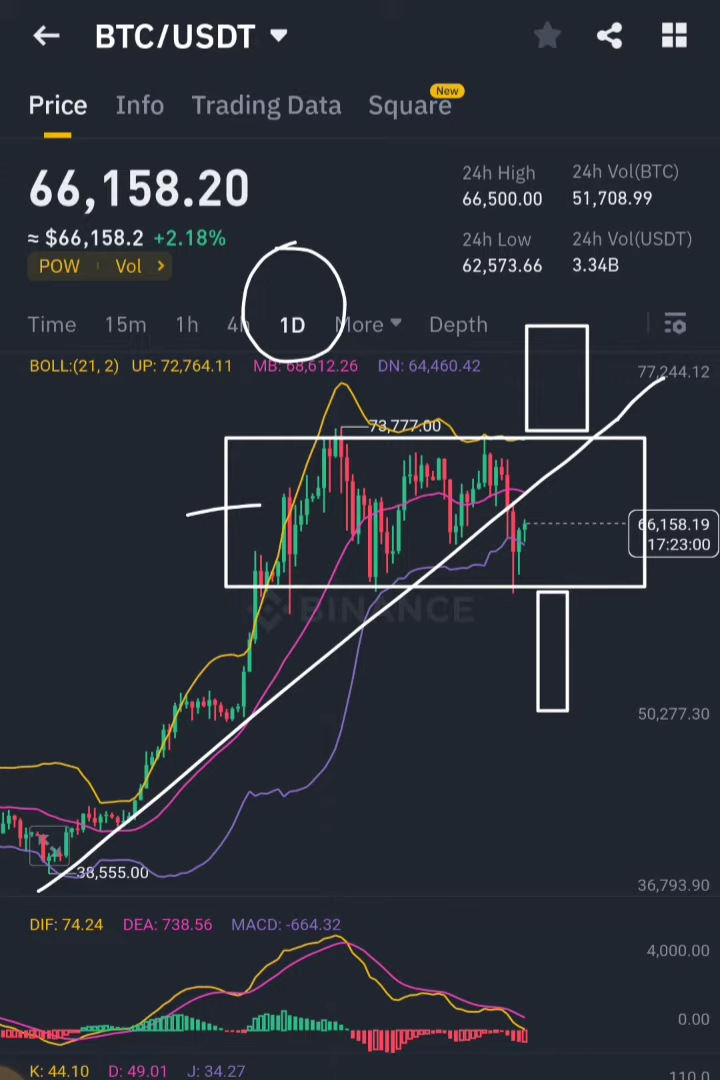 BTC/USDT
Price Info Trading Data Square New
66,158.20
≈ $66,158.2 +2.18%
POW Vol
24h High 24h Vol(BTC)
66,500.00 51,708.99
24h Low 24h Vol(USDT)
62,573.66 3.34B
Time 15m 1h 4h 1D More Depth
BOLL:(21, 2) UP: 72,764.11 MB: 68,612.26 DN: 64,460.42
77,244.12
73,777.00
66,158.19
17:23:00
BINANCE
50,277.30
38,555.00
36,793.90
DIF: 74.24 DEA: 738.56 MACD: -664.32
4,000.00
0.00
K: 44.10 D: 49.01 J: 34.27
110.0